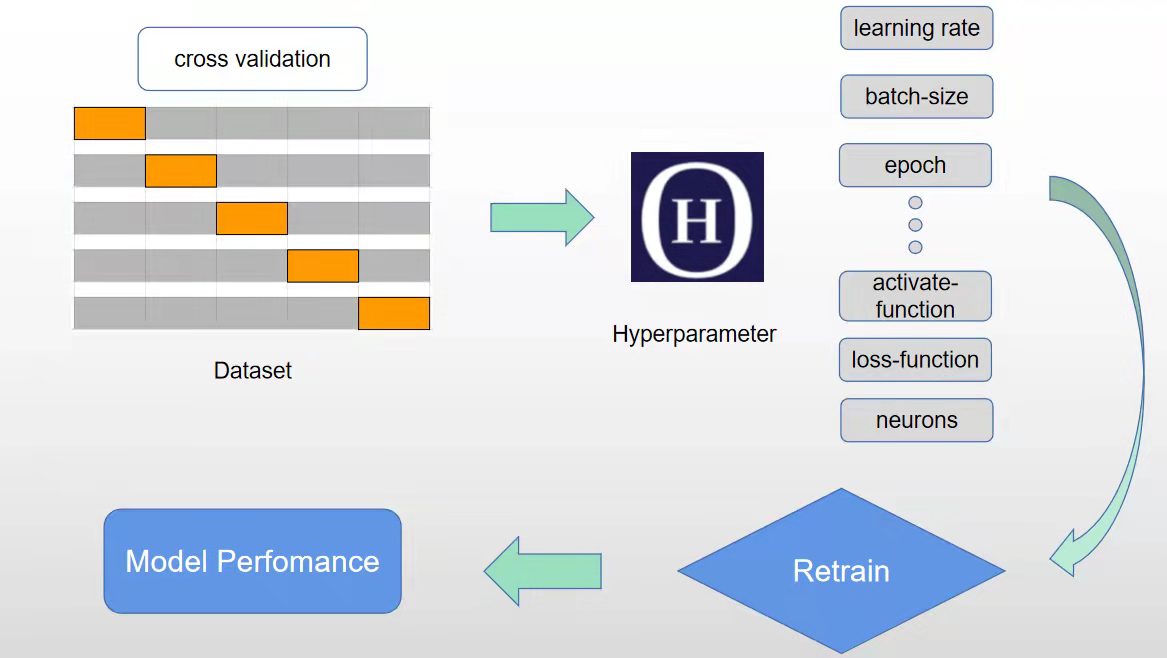 cross validation
Dataset
H
Hyperparameter
learning rate
batch-size
epoch
activate-
function
loss-function
neurons
Retrain
Model Perfomance